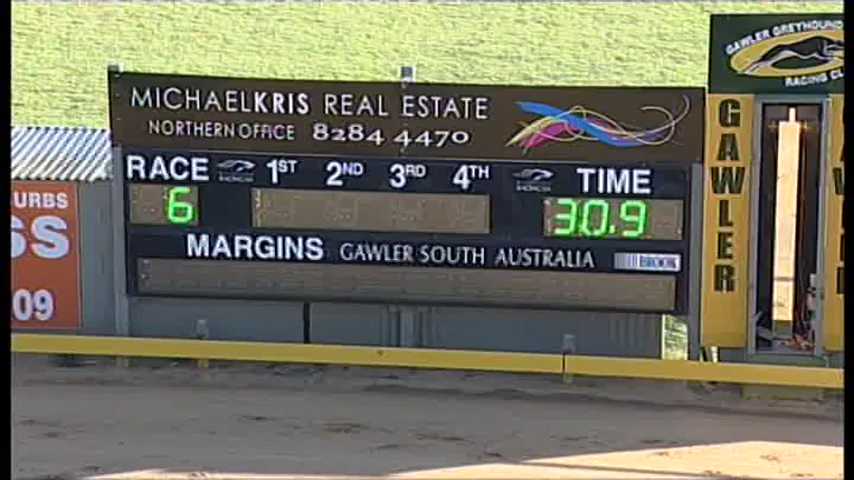 MICHAELKRIS REAL ESTATE
NORTHERN OFFICE 8284 4470
GAWLER GREYHOUND
RACING CL
GAWLER
RACE 1ST 2ND 3RD 4TH TIME
6 30.9
MARGINS GAWLER SOUTH AUSTRALIA
URBS
SS
09